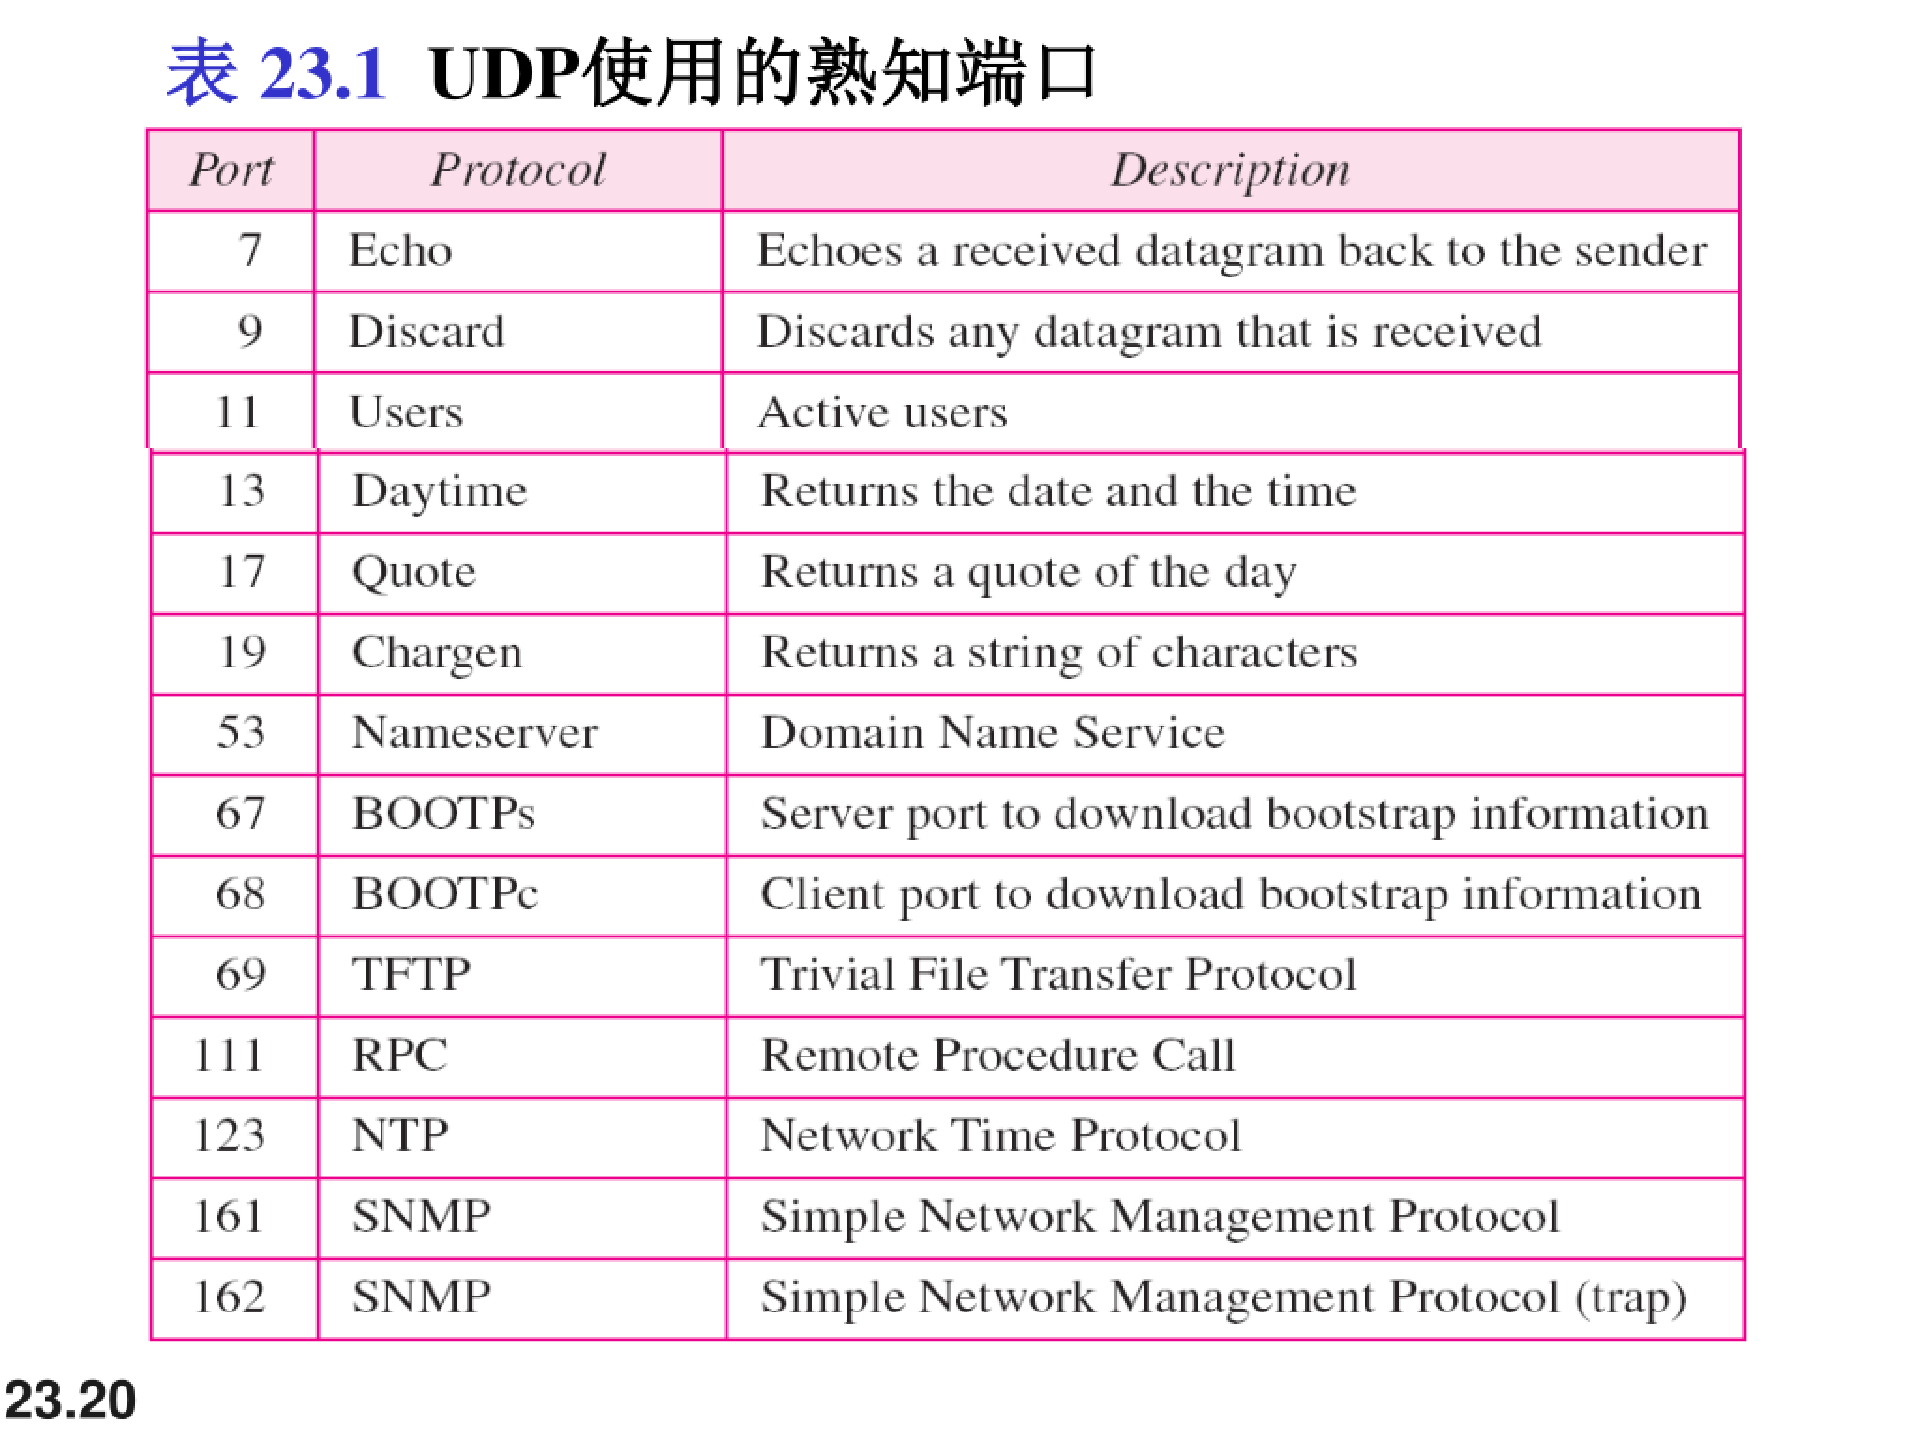 表 23.1 UDP使用的熟知端口
Port Protocol Description
7 Echo Echoes a received datagram back to the sender
9 Discard Discards any datagram that is received
11 Users Active users
13 Daytime Returns the date and the time
17 Quote Returns a quote of the day
19 Chargen Returns a string of characters
53 Nameserver Domain Name Service
67 BOOTPs Server port to download bootstrap information
68 BOOTPc Client port to download bootstrap information
69 TFTP Trivial File Transfer Protocol
111 RPC Remote Procedure Call
123 NTP Network Time Protocol
161 SNMP Simple Network Management Protocol
162 SNMP Simple Network Management Protocol (trap)
23.20